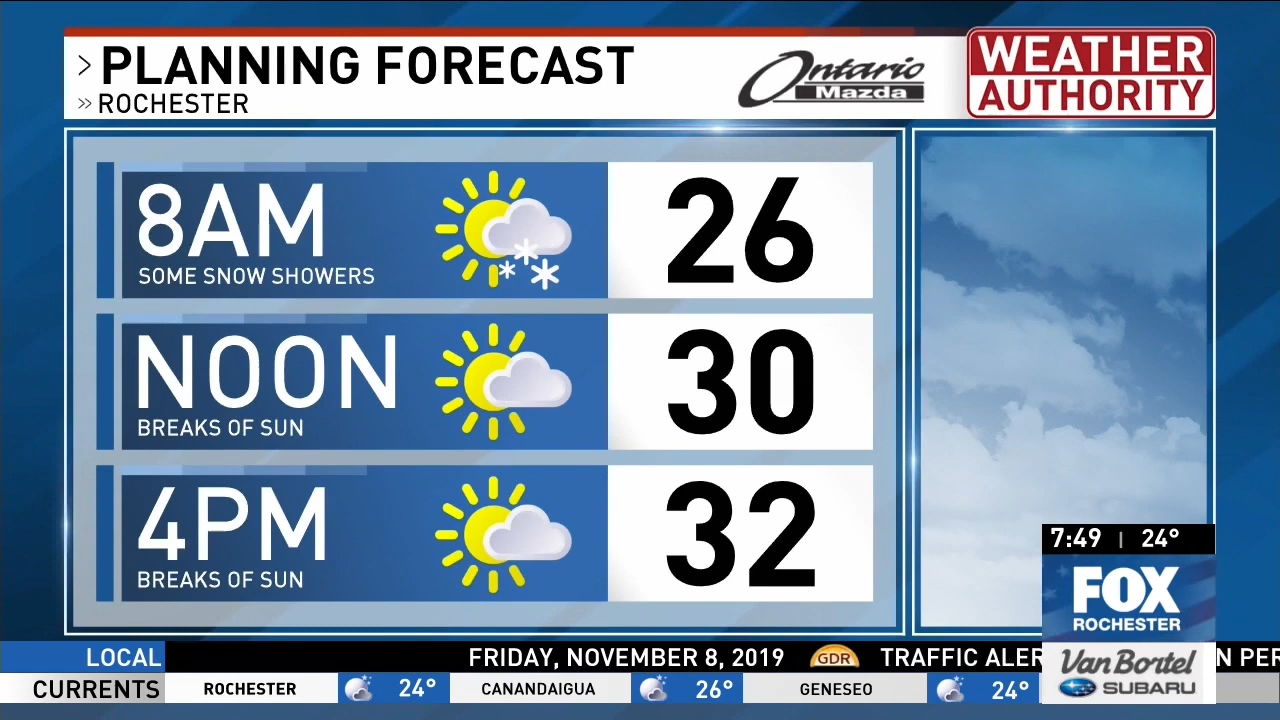 > PLANNING FORECAST
>> ROCHESTER
Ontario
Mazda
WEATHER
AUTHORITY
8AM
SOME SNOW SHOWERS
26
NOON
BREAKS OF SUN
30
4PM
BREAKS OF SUN
32
7:49 | 24°
FOX
ROCHESTER
Van Bortel
SUBARU
LOCAL
FRIDAY, NOVEMBER 8, 2019 GDR TRAFFIC ALER N PER
CURRENTS ROCHESTER 24° CANANDAIGUA 26° GENESEO 24°